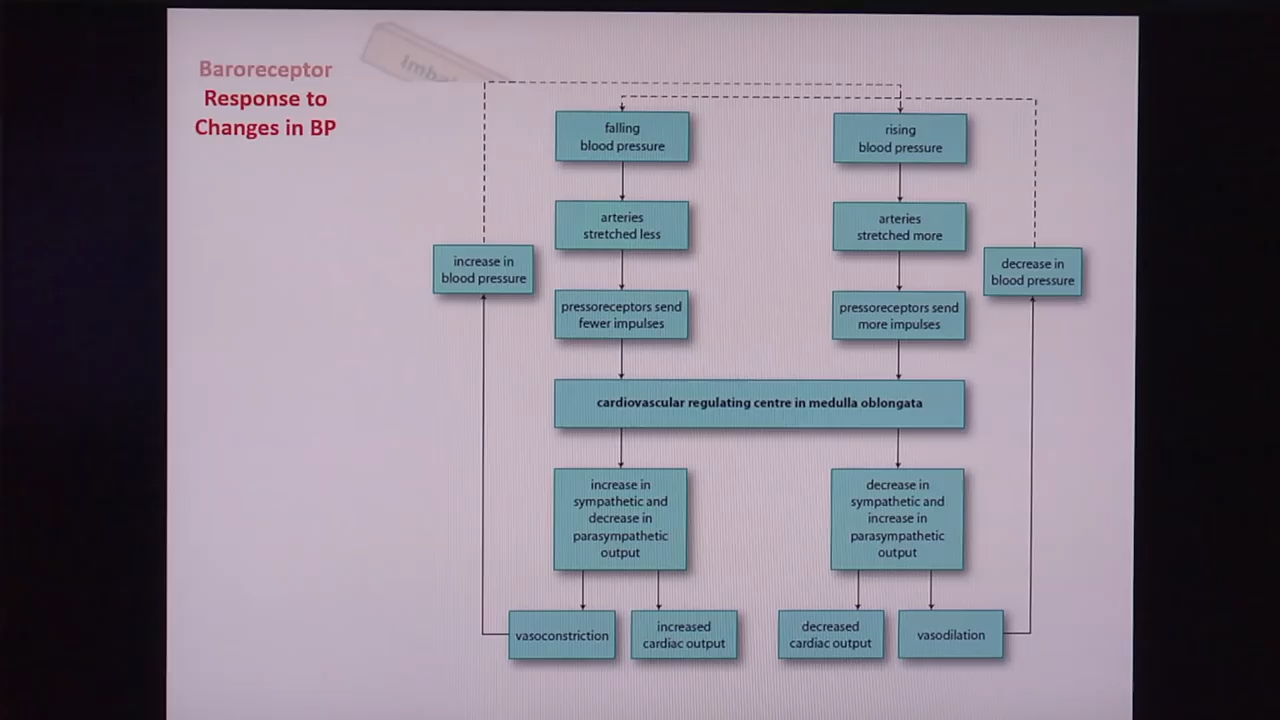 Baroreceptor
Response to
Changes in BP
falling
blood pressure
rising
blood pressure
arteries
stretched less
arteries
stretched more
increase in
blood pressure
decrease in
blood pressure
pressoreceptors send
fewer impulses
pressoreceptors send
more impulses
cardiovascular regulating centre in medulla oblongata
increase in
sympathetic and
decrease in
parasympathetic
output
decrease in
sympathetic and
increase in
parasympathetic
output
vasoconstriction
increased
cardiac output
decreased
cardiac output
vasodilation